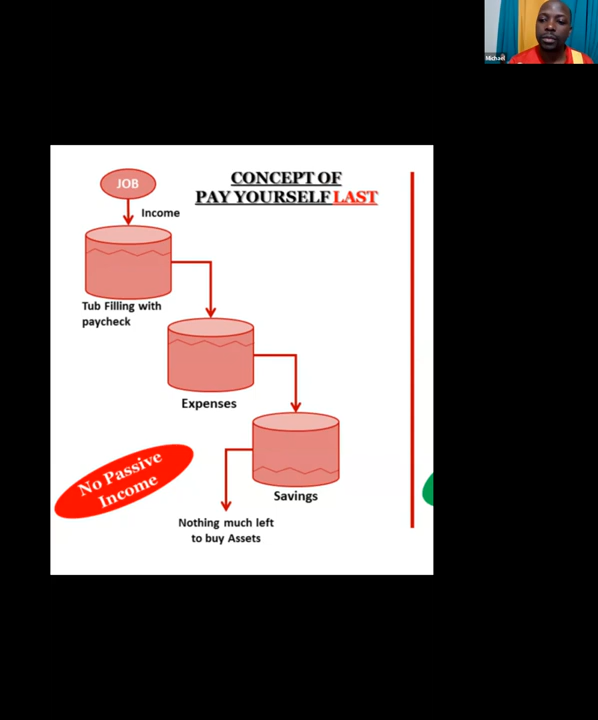 Michael
CONCEPT OF
PAY YOURSELF LAST
JOB
Income
Tub Filling with
paycheck
Expenses
Savings
No Passive
Income
Nothing much left
to buy Assets